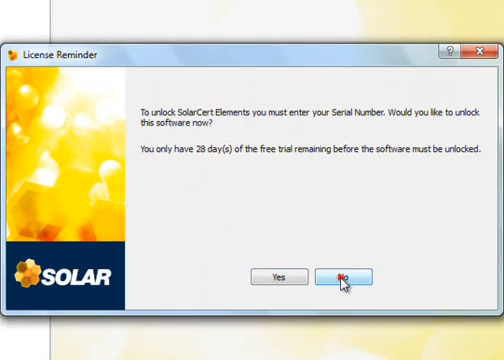 License Reminder
To unlock SolarCert Elements you must enter your Serial Number. Would you like to unlock
this software now?
You only have 28 day(s) of the free trial remaining before the software must be unlocked.
SOLAR
Yes
No